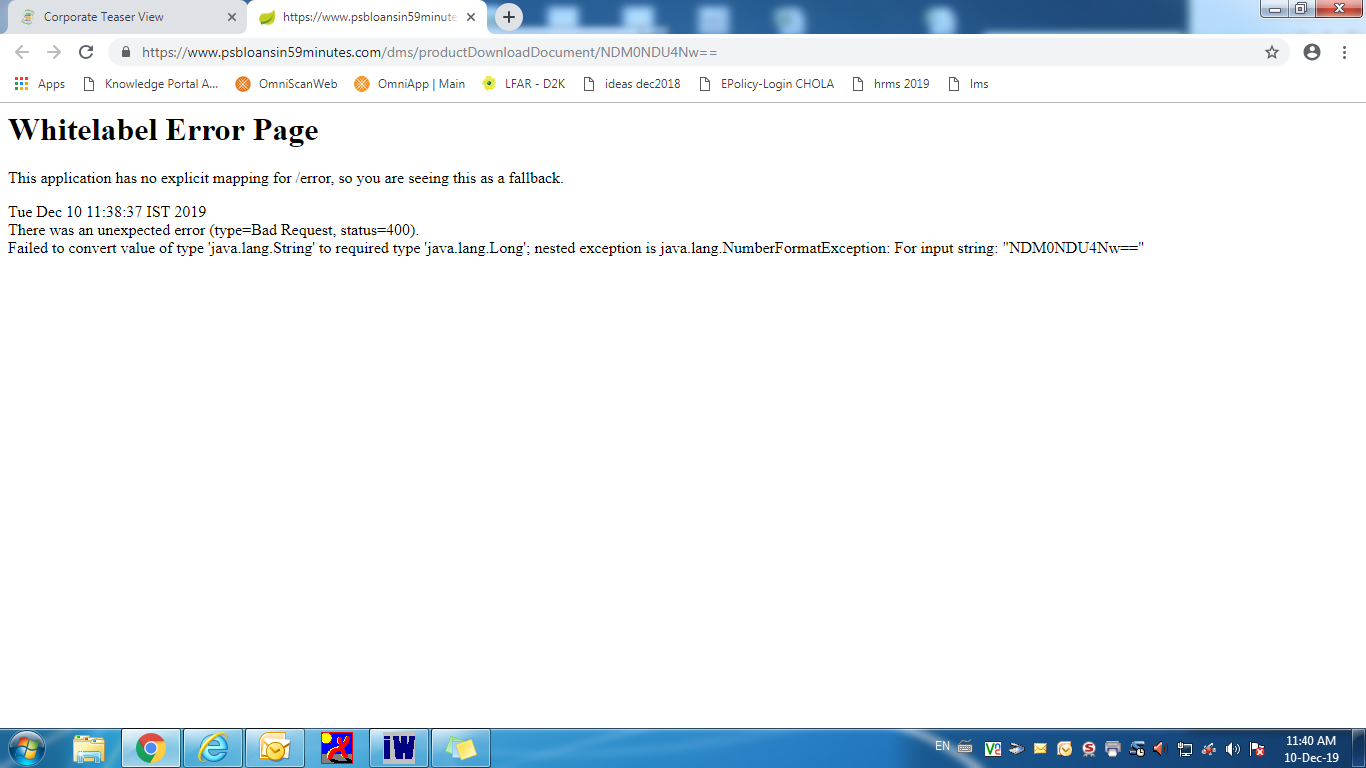 Corporate Teaser View
https://www.psbloansin59minute
https://www.psbloansin59minutes.com/dms/productDownloadDocument/NDM0NDU4Nw==
Apps Knowledge Portal A... OmniScanWeb OmniApp | Main LFAR - D2K ideas dec2018 EPolicy-Login CHOLA hrms 2019 lms
Whitelabel Error Page
This application has no explicit mapping for /error, so you are seeing this as a fallback.
Tue Dec 10 11:38:37 IST 2019
There was an unexpected error (type=Bad Request, status=400).
Failed to convert value of type 'java.lang.String' to required type 'java.lang.Long'; nested exception is java.lang.NumberFormatException: For input string: "NDM0NDU4Nw=="
iW
EN
11:40 AM
10-Dec-19